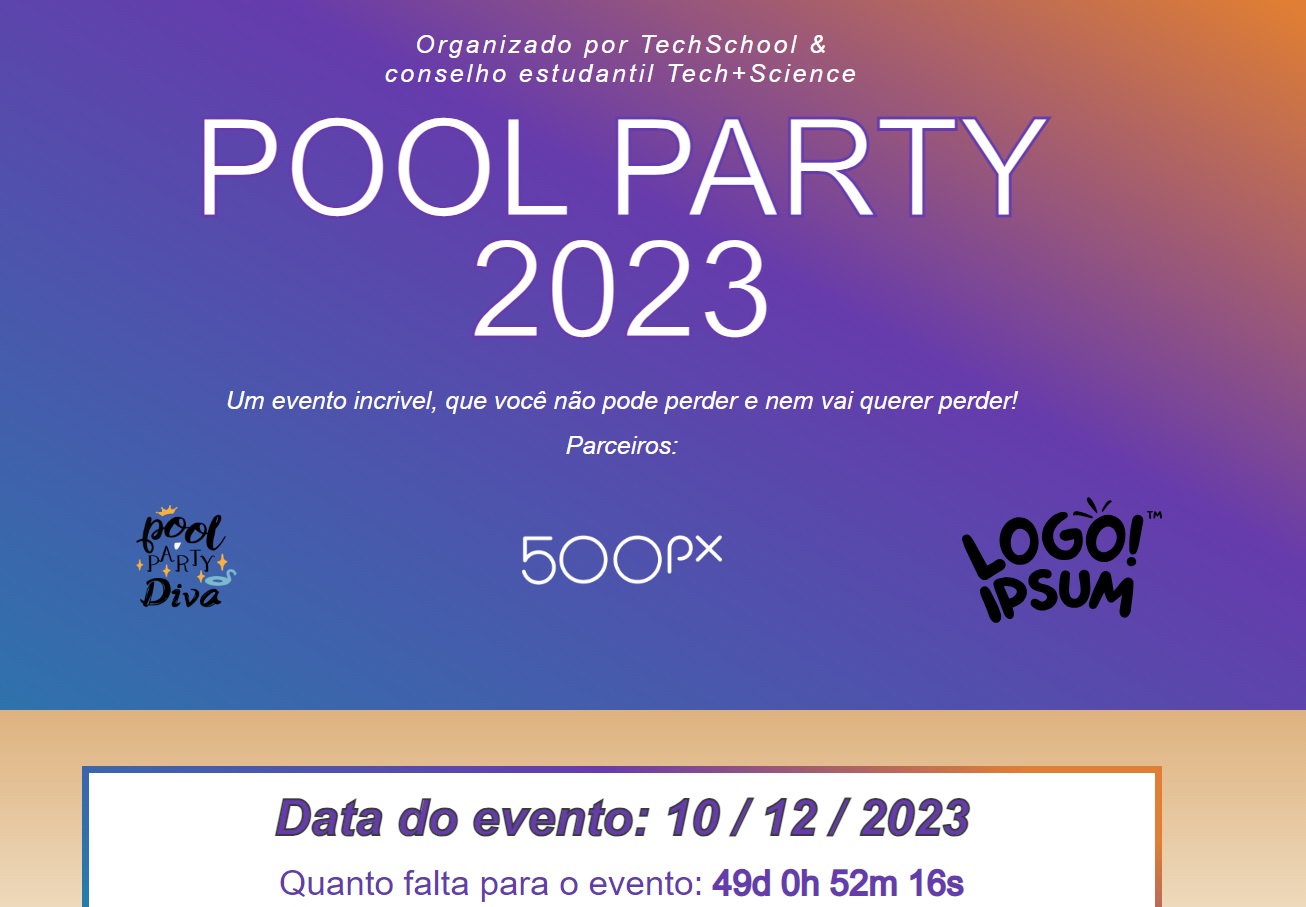 Organizado por TechSchool &
conselho estudantil Tech+Science
POOL PARTY
2023
Um evento incrivel, que você não pode perder e nem vai querer perder!
Parceiros:
pool
PARTY
Diva
500px
LOGO!™
IPSUM
Data do evento: 10 / 12 / 2023
Quanto falta para o evento: 49d 0h 52m 16s